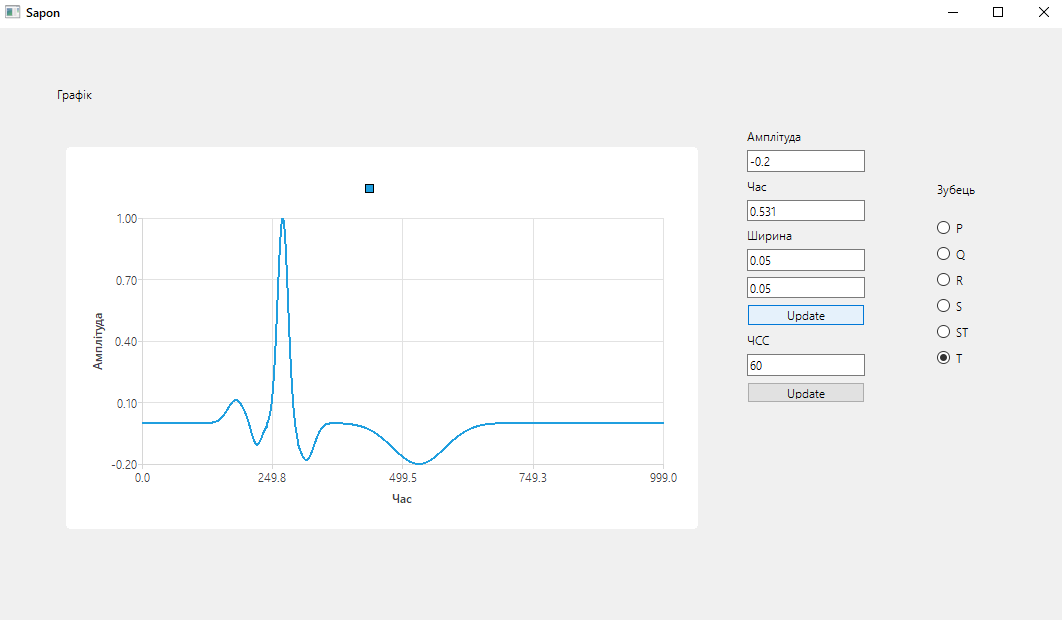 Sapon
Графік
1.00
0.70
0.40
0.10
-0.20
0.0 249.8 499.5 749.3 999.0
Амплітуда
Час
Амплітуда
-0.2
Час
0.531
Ширина
0.05
0.05
Update
ЧСС
60
Update
Зубець
P
Q
R
S
ST
T